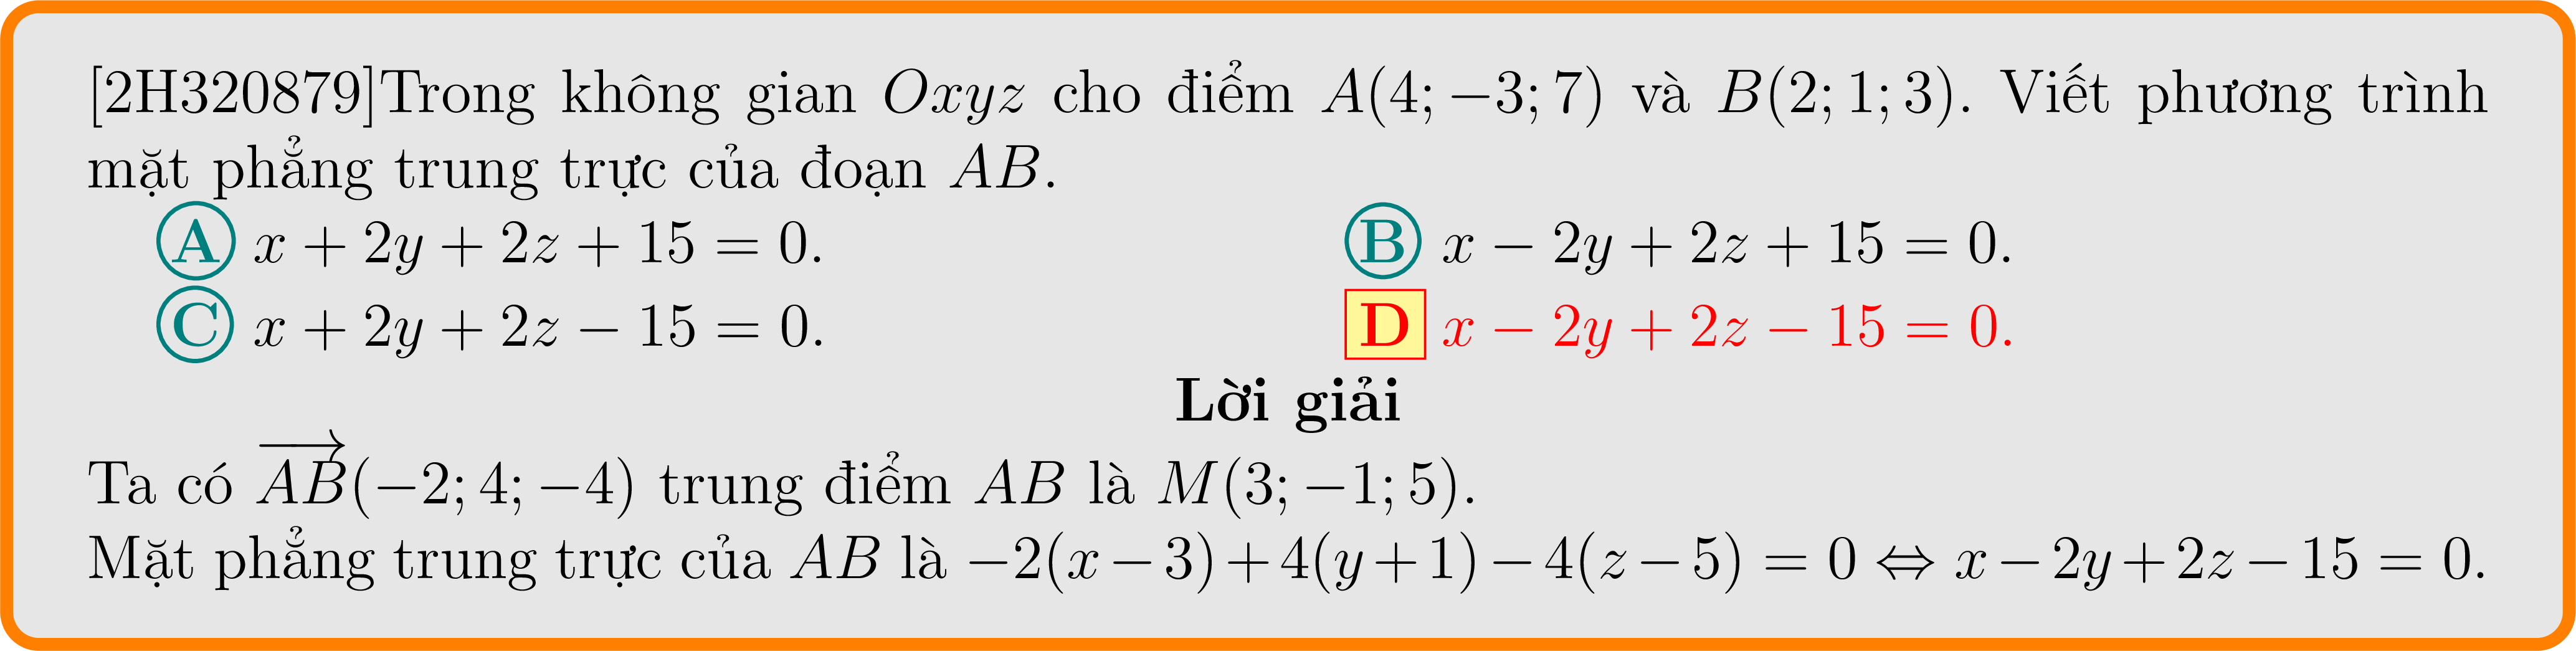 [2H320879]Trong không gian Oxyz cho điểm A(4; −3; 7) và B(2; 1; 3). Viết phương trình
mặt phẳng trung trực của đoạn AB.
A x + 2y + 2z + 15 = 0. B x − 2y + 2z + 15 = 0.
C x + 2y + 2z − 15 = 0. D x − 2y + 2z − 15 = 0.
Lời giải
Ta có \overrightarrow{AB}(−2; 4; −4) trung điểm AB là M(3; −1; 5).
Mặt phẳng trung trực của AB là −2(x − 3) + 4(y + 1) − 4(z − 5) = 0 ⇔ x − 2y + 2z − 15 = 0.